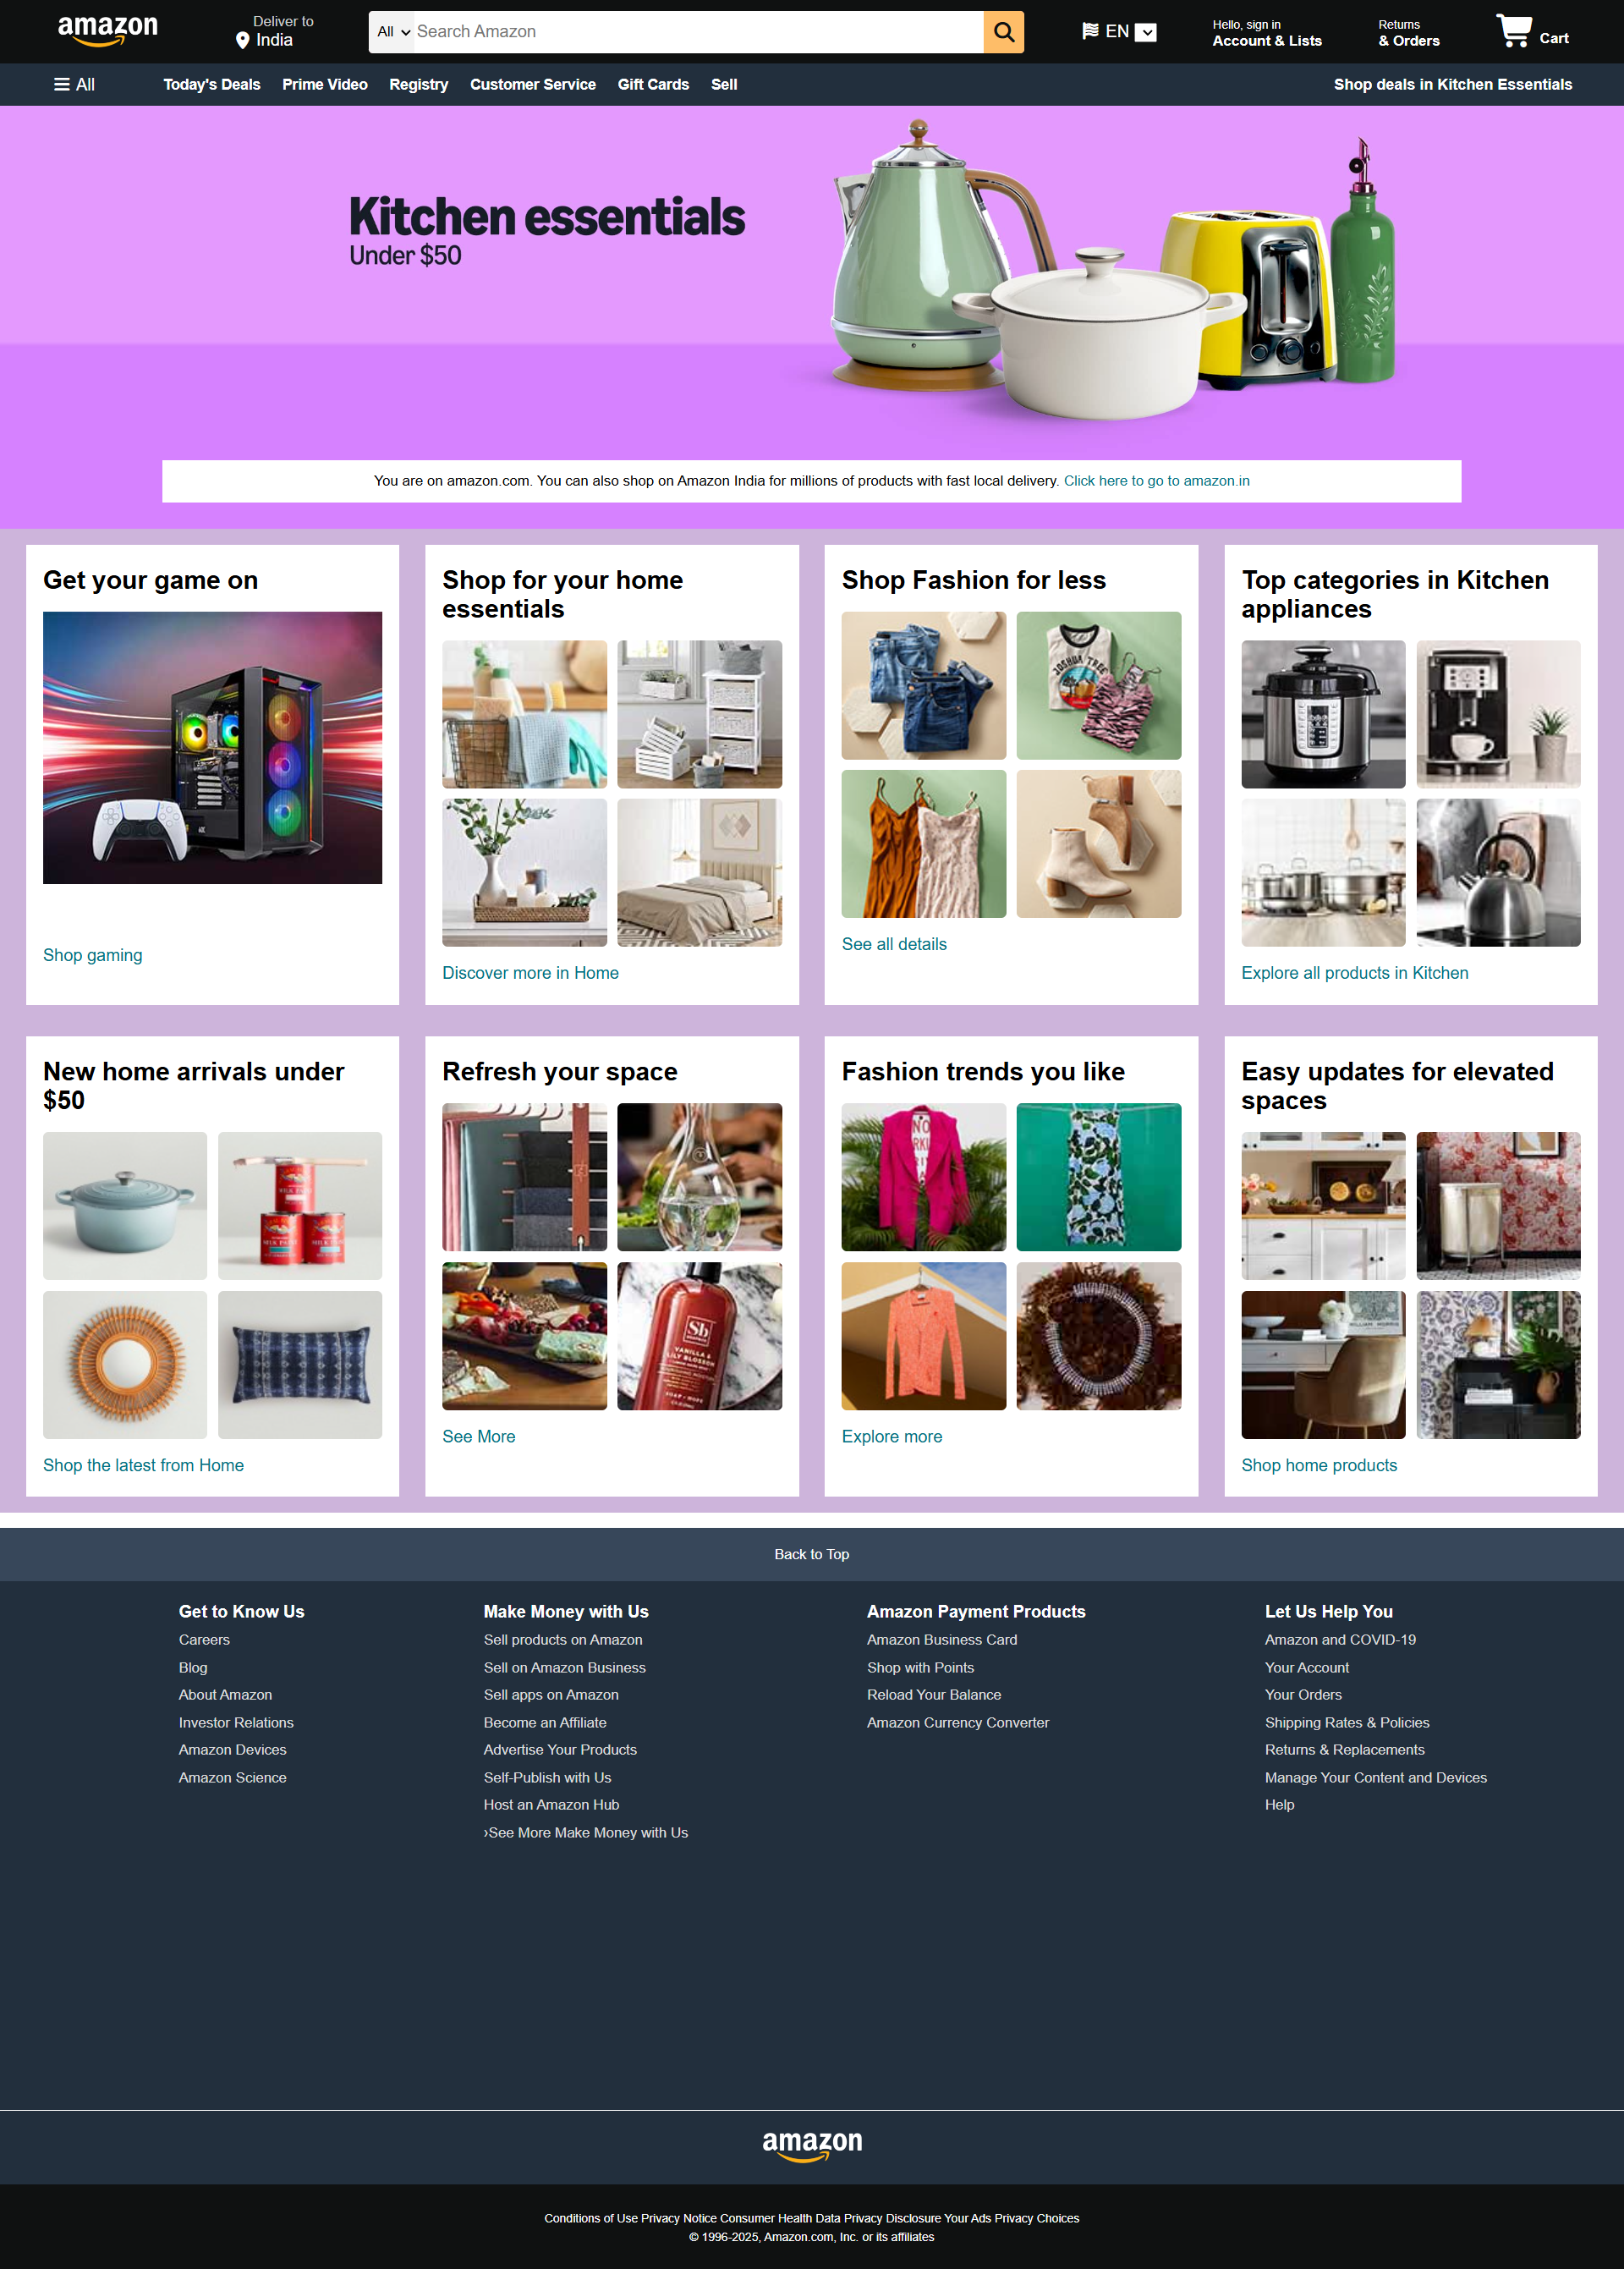 amazon
Deliver to
India
All
Search Amazon
EN
Hello, sign in
Account & Lists
Returns
& Orders
Cart
All
Today's Deals
Prime Video
Registry
Customer Service
Gift Cards
Sell
Shop deals in Kitchen Essentials
Kitchen essentials
Under $50
You are on amazon.com. You can also shop on Amazon India for millions of products with fast local delivery. Click here to go to amazon.in
Get your game on
Shop gaming
Shop for your home
essentials
Discover more in Home
Shop Fashion for less
JOSHUA TREE
See all details
Top categories in Kitchen
appliances
Explore all products in Kitchen
New home arrivals under
$50
MILK PAINT
Shop the latest from Home
Refresh your space
Sb
VANILLA &
LILY BLOSSOM
See More
Fashion trends you like
NO
Explore more
Easy updates for elevated
spaces
WILLIAM MORRIS
Shop home products
Back to Top
Get to Know Us
Careers
Blog
About Amazon
Investor Relations
Amazon Devices
Amazon Science
Make Money with Us
Sell products on Amazon
Sell on Amazon Business
Sell apps on Amazon
Become an Affiliate
Advertise Your Products
Self-Publish with Us
Host an Amazon Hub
›See More Make Money with Us
Amazon Payment Products
Amazon Business Card
Shop with Points
Reload Your Balance
Amazon Currency Converter
Let Us Help You
Amazon and COVID-19
Your Account
Your Orders
Shipping Rates & Policies
Returns & Replacements
Manage Your Content and Devices
Help
amazon
Conditions of Use Privacy Notice Consumer Health Data Privacy Disclosure Your Ads Privacy Choices
© 1996-2025, Amazon.com, Inc. or its affiliates